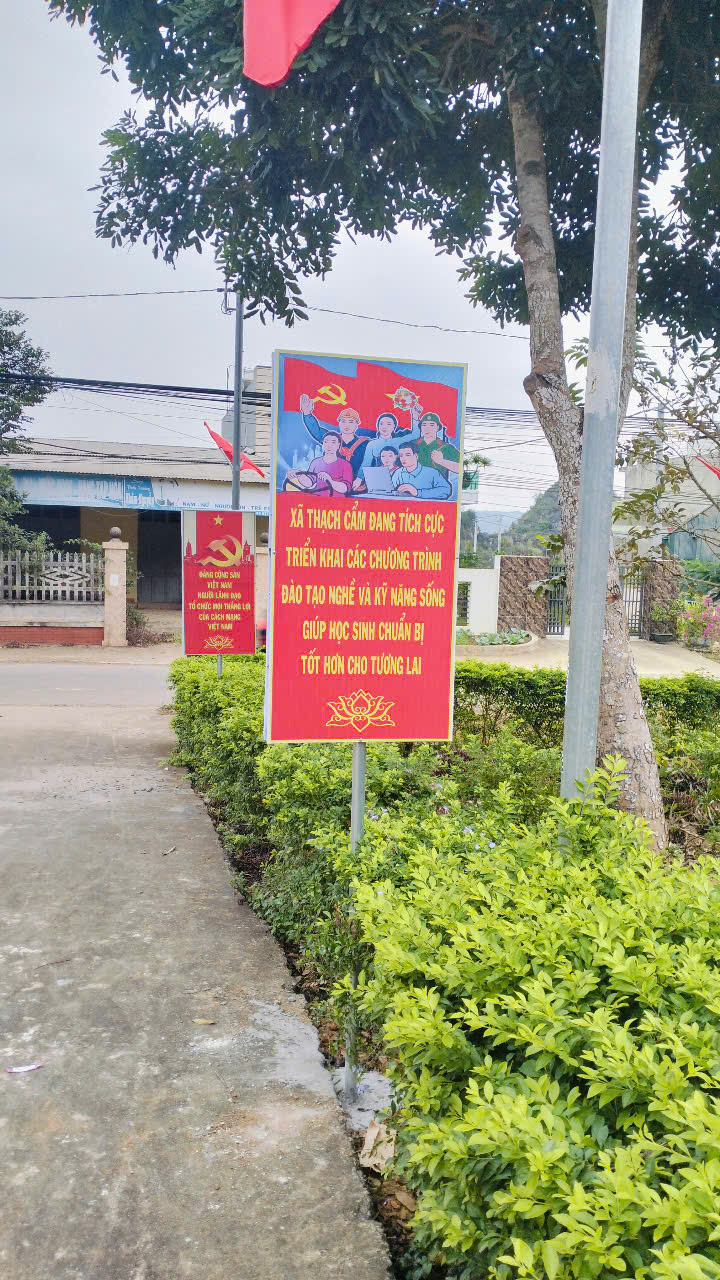 XÃ THẠCH CẨM ĐANG TÍCH CỰC
TRIỂN KHAI CÁC CHƯƠNG TRÌNH
ĐÀO TẠO NGHỀ VÀ KỸ NĂNG SỐNG
GIÚP HỌC SINH CHUẨN BỊ
TỐT HƠN CHO TƯƠNG LAI
ĐẢNG CỘNG SẢN
VIỆT NAM
NGƯỜI LÃNH ĐẠO
TỔ CHỨC MỌI THẮNG LỢI
CỦA CÁCH MẠNG
VIỆT NAM
NAM - NỮ